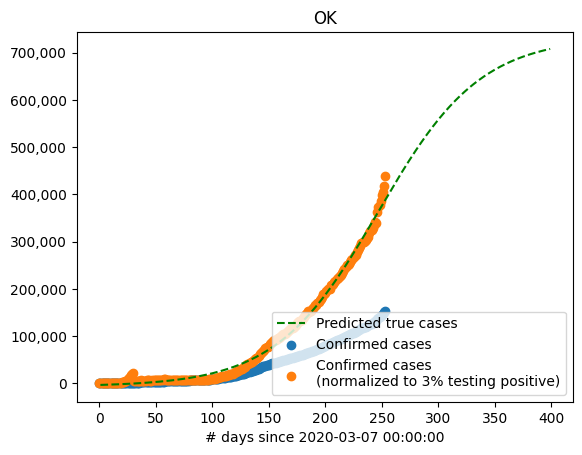 OK
700,000
600,000
500,000
400,000
300,000
200,000
100,000
0
Predicted true cases
Confirmed cases
Confirmed cases
(normalized to 3% testing positive)
0 50 100 150 200 250 300 350 400
# days since 2020-03-07 00:00:00